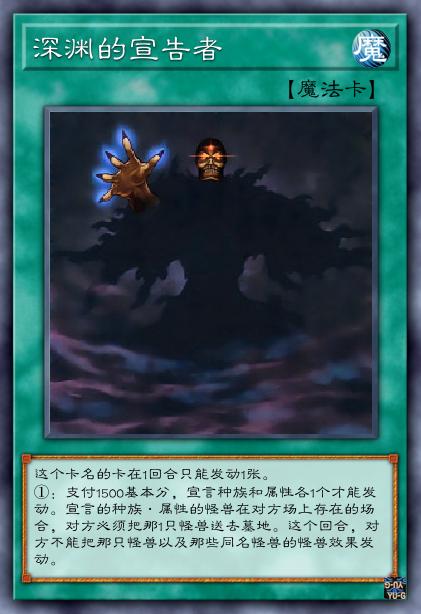 深渊的宣告者
魔
【魔法卡】
这个卡名的卡在1回合只能发动1张。
①：支付1500基本分，宣言种族和属性各1个才能发
动。宣言的种族・属性的怪兽在对方场上存在的场
合，对方必须把那1只怪兽送去墓地。这个回合，对
方不能把那只怪兽以及那些同名怪兽的怪兽效果发
动。